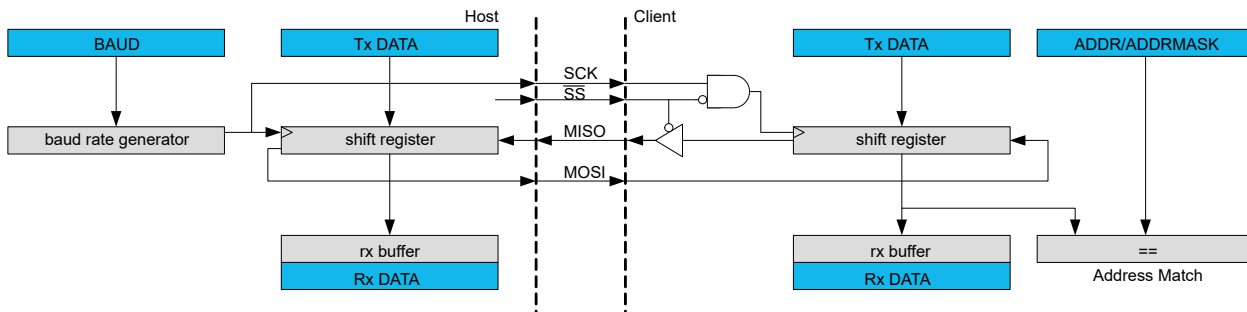 Host Client
BAUD Tx DATA Tx DATA ADDR/ADDRMASK
SCK
SS
baud rate generator shift register MISO shift register
MOSI
rx buffer rx buffer ==
Rx DATA Rx DATA Address Match